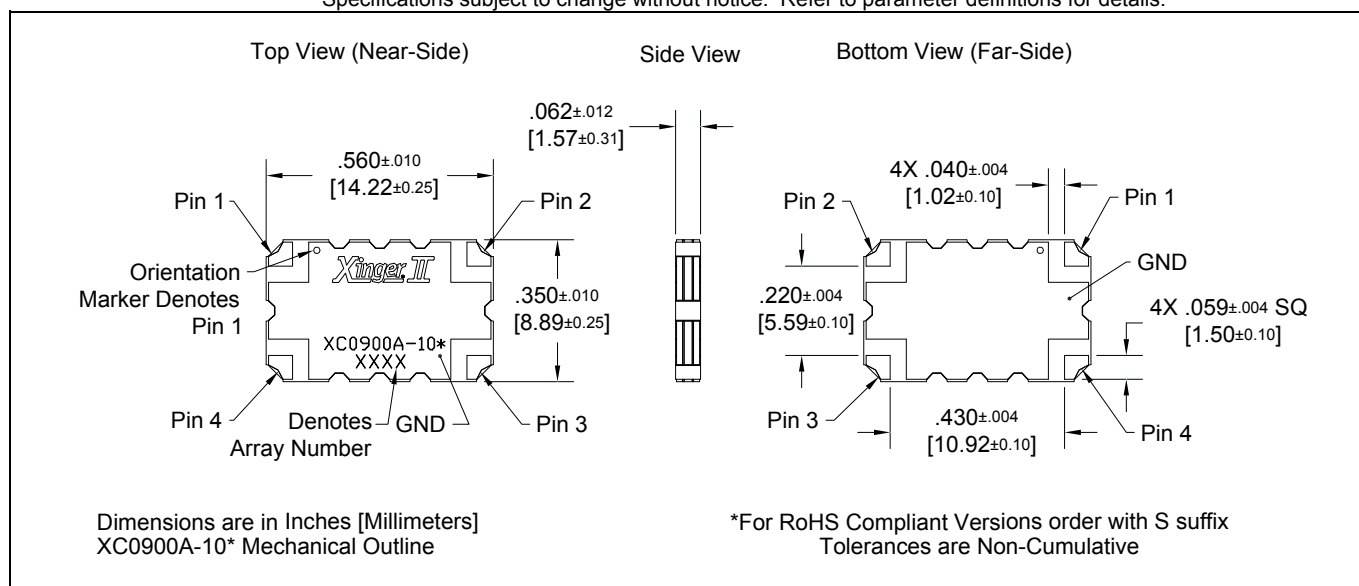 Specifications subject to change without notice. Refer to parameter definitions for details.
Top View (Near-Side)
Side View
Bottom View (Far-Side)
.062±.012
[1.57±0.31]
.560±.010
[14.22±0.25]
4X .040±.004
[1.02±0.10]
Pin 1
Pin 2
Pin 2
Pin 1
Orientation
Marker Denotes
Pin 1
Xinger II
GND
.350±.010
[8.89±0.25]
.220±.004
[5.59±0.10]
4X .059±.004 SQ
[1.50±0.10]
XC0900A-10*
XXXX
Pin 4
Denotes
Array Number
GND
Pin 3
Pin 3
.430±.004
[10.92±0.10]
Pin 4
Dimensions are in Inches [Millimeters]
XC0900A-10* Mechanical Outline
*For RoHS Compliant Versions order with S suffix
Tolerances are Non-Cumulative